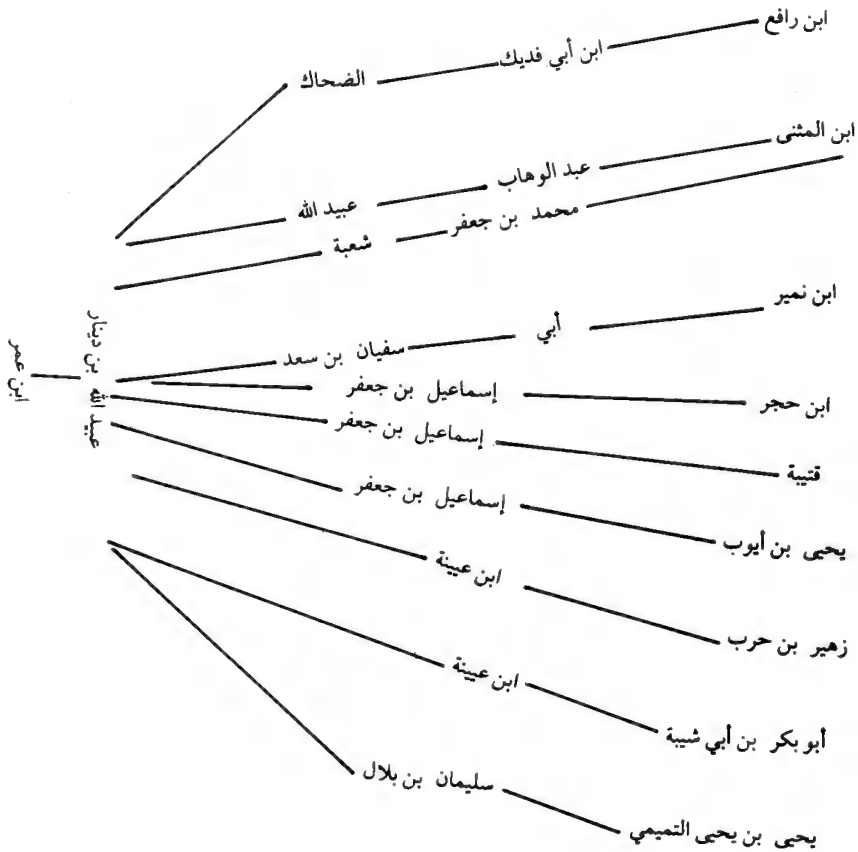 ابن رافع
ابن أبي فديك
الضحاك
ابن المثنى
عبد الوهاب
عبيد الله
محمد بن جعفر
شعبة
ابن نمير
أبي
سفيان بن سعد
ابن حجر
إسماعيل بن جعفر
قتيبة
إسماعيل بن جعفر
يحيى بن أيوب
إسماعيل بن جعفر
زهير بن حرب
ابن عيينة
أبو بكر بن أبي شيبة
ابن عيينة
يحيى بن يحيى التميمي
سليمان بن بلال
عبيد الله بن دينار
ابن عمر